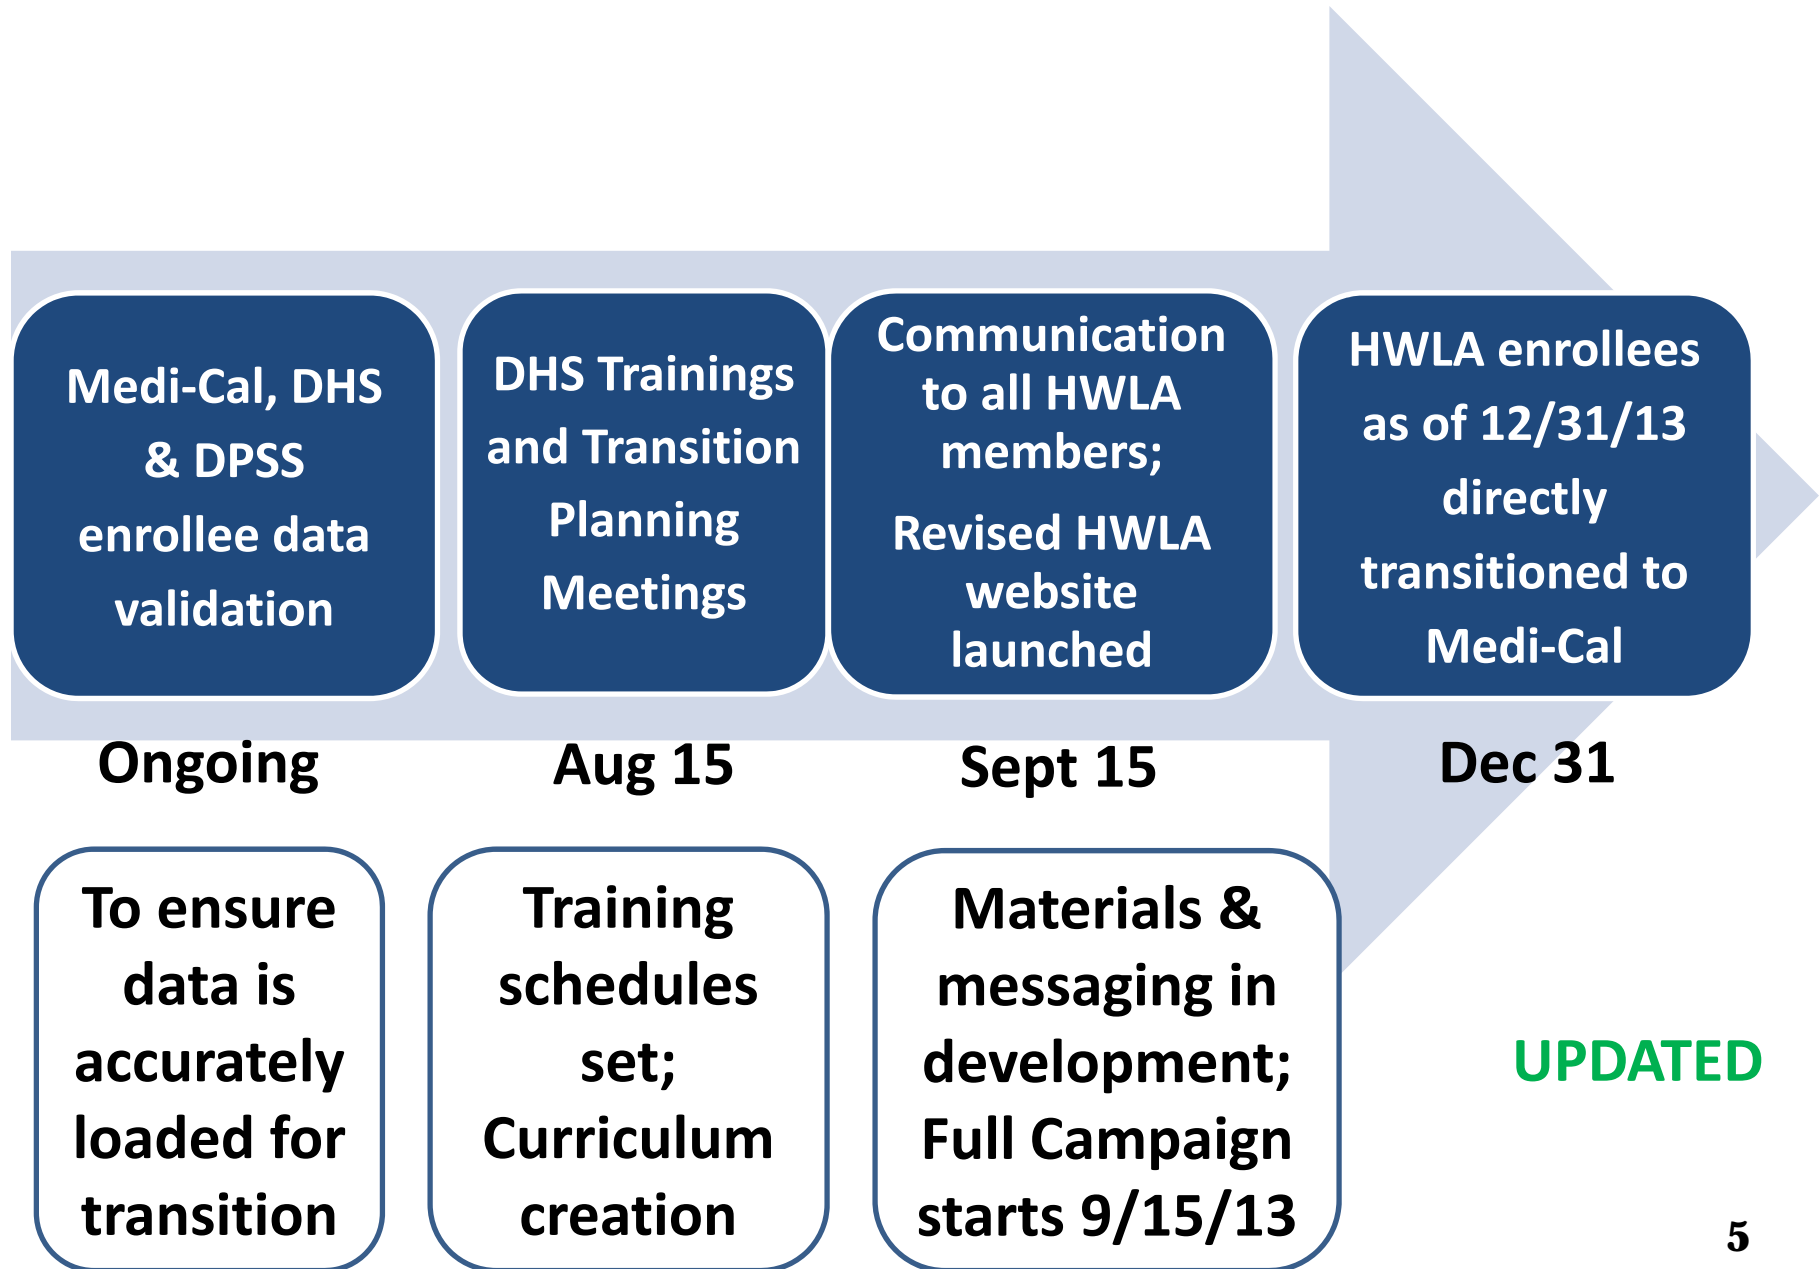 Medi-Cal, DHS
& DPSS
enrollee data
validation
DHS Trainings
and Transition
Planning
Meetings
Communication
to all HWLA
members;
Revised HWLA
website
launched
HWLA enrollees
as of 12/31/13
directly
transitioned to
Medi-Cal
Ongoing
Aug 15
Sept 15
Dec 31
To ensure
data is
accurately
loaded for
transition
Training
schedules
set;
Curriculum
creation
Materials &
messaging in
development;
Full Campaign
starts 9/15/13
UPDATED
5